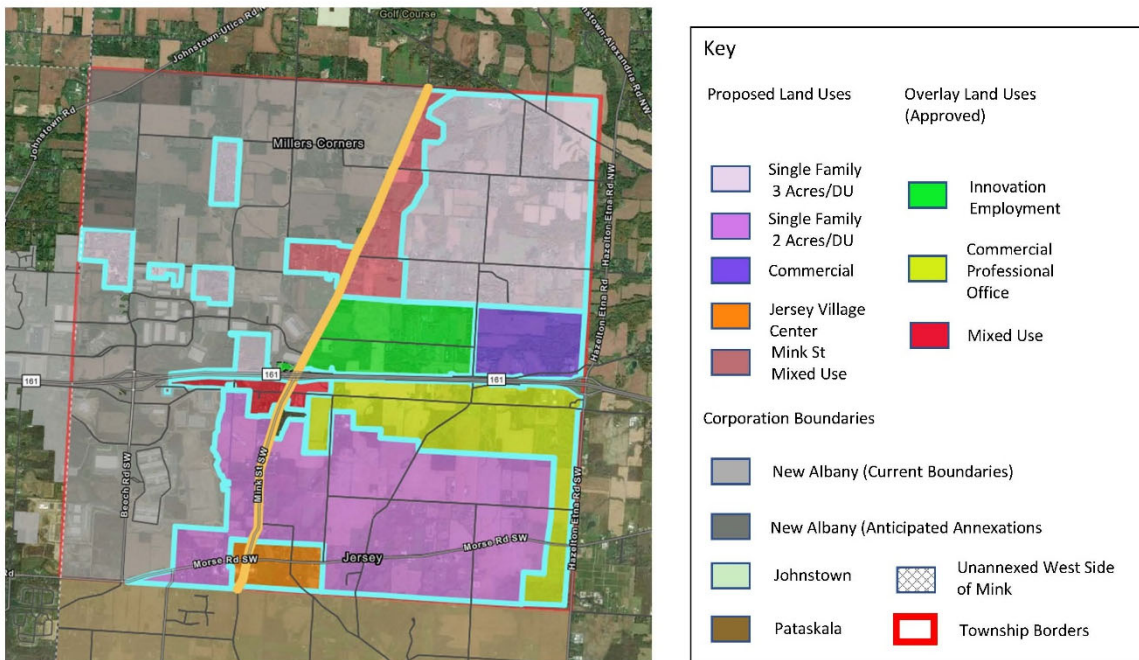 Golf Course
Johnstown-Utica Rd N
Johnstown-Alexandria Rd NW
Johnstown Rd
Millers Corners
Hazelton-Etna Rd NW
Hazelton-Etna Rd
161
161
161
Mink St SW
Beech Rd SW
Hazelton-Etna Rd SW
Morse Rd SW
Jersey
Morse Rd SW
Rd
Key
Proposed Land Uses
Overlay Land Uses
(Approved)
Single Family
3 Acres/DU
Innovation
Employment
Single Family
2 Acres/DU
Commercial
Commercial
Professional
Office
Jersey Village
Center
Mink St
Mixed Use
Mixed Use
Corporation Boundaries
New Albany (Current Boundaries)
New Albany (Anticipated Annexations
Johnstown
Unannexed West Side
of Mink
Pataskala
Township Borders